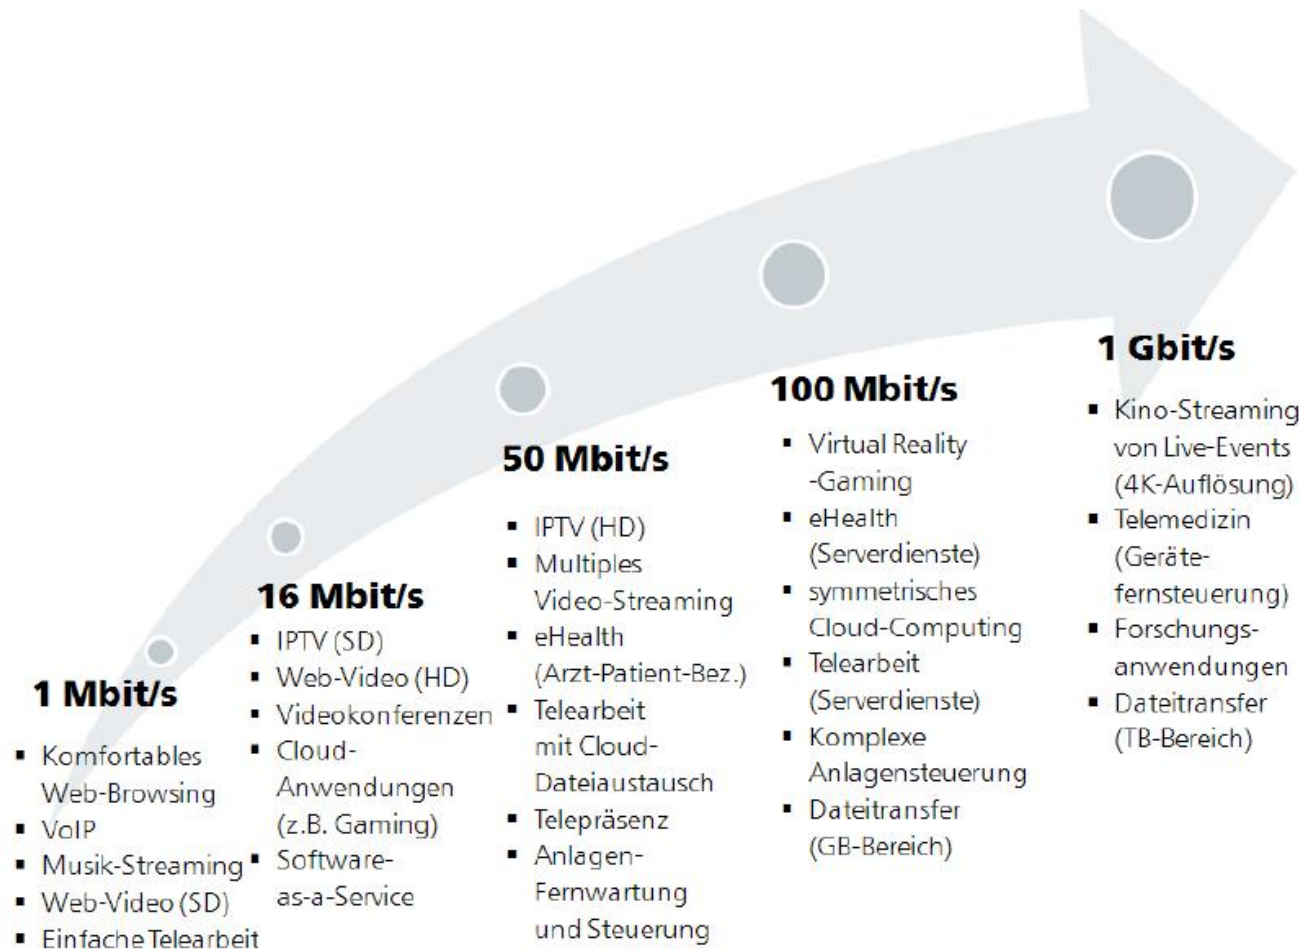 1 Mbit/s
▪ Komfortables
Web-Browsing
▪ VoIP
▪ Musik-Streaming
▪ Web-Video (SD)
▪ Einfache Telearbeit
16 Mbit/s
▪ IPTV (SD)
▪ Web-Video (HD)
▪ Videokonferenzen
▪ Cloud-
Anwendungen
(z.B. Gaming)
▪ Software-
as-a-Service
50 Mbit/s
▪ IPTV (HD)
▪ Multiples
Video-Streaming
▪ eHealth
(Arzt-Patient-Bez.)
▪ Telearbeit
mit Cloud-
Dateiaustausch
▪ Telepräsenz
▪ Anlagen-
Fernwartung
und Steuerung
100 Mbit/s
▪ Virtual Reality
-Gaming
▪ eHealth
(Serverdienste)
▪ symmetrisches
Cloud-Computing
▪ Telearbeit
(Serverdienste)
▪ Komplexe
Anlagensteuerung
▪ Dateitransfer
(GB-Bereich)
1 Gbit/s
▪ Kino-Streaming
von Live-Events
(4K-Auflösung)
▪ Telemedizin
(Geräte-
fernsteuerung)
▪ Forschungs-
anwendungen
▪ Dateitransfer
(TB-Bereich)